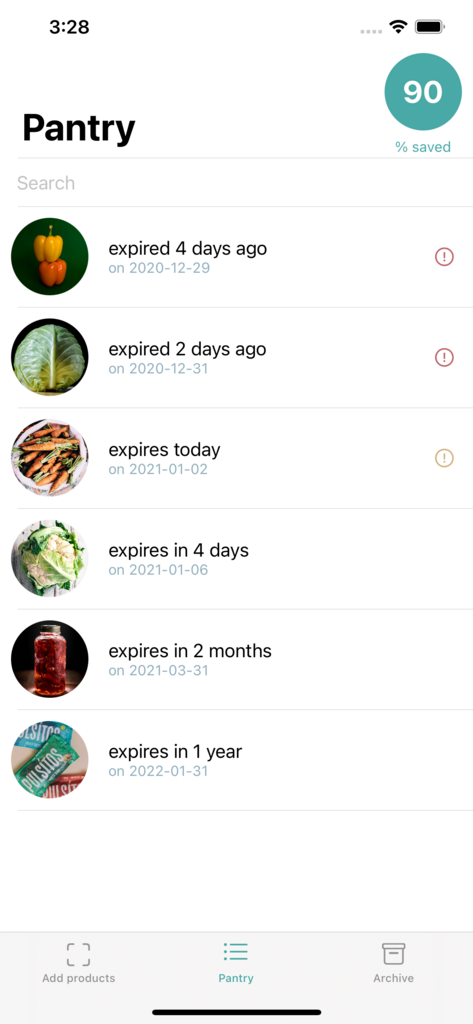 3:28
90
Pantry
% saved
Search
expired 4 days ago
on 2020-12-29
expired 2 days ago
on 2020-12-31
expires today
on 2021-01-02
expires in 4 days
on 2021-01-06
expires in 2 months
on 2021-03-31
expires in 1 year
on 2022-01-31
PULSITOS
Add products
Pantry
Archive